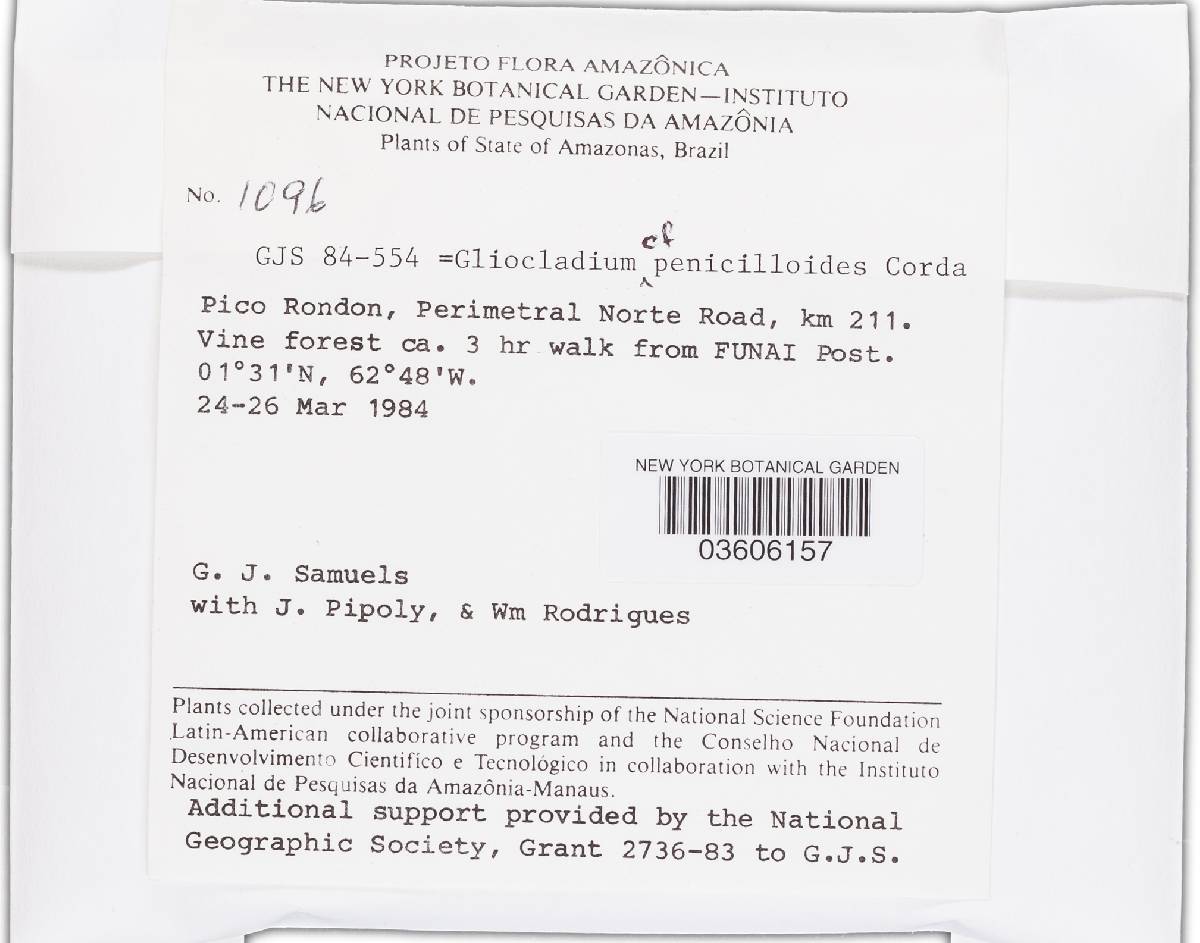 PROJETO FLORA AMAZÔNICA
THE NEW YORK BOTANICAL GARDEN—INSTITUTO
NACIONAL DE PESQUISAS DA AMAZÔNIA
Plants of State of Amazonas, Brazil
No. 1096
GJS 84-554 =Gliocladium cf penicilloides Corda
Pico Rondon, Perimetral Norte Road, km 211.
Vine forest ca. 3 hr walk from FUNAI Post.
01°31'N, 62°48'W.
24-26 Mar 1984
NEW YORK BOTANICAL GARDEN
03606157
G. J. Samuels
with J. Pipoly, & Wm Rodrigues
Plants collected under the joint sponsorship of the National Science Foundation
Latin-American collaborative program and the Conselho Nacional de
Desenvolvimento Cientifico e Tecnológico in collaboration with the Instituto
Nacional de Pesquisas da Amazônia-Manaus.
Additional support provided by the National
Geographic Society, Grant 2736-83 to G.J.S.